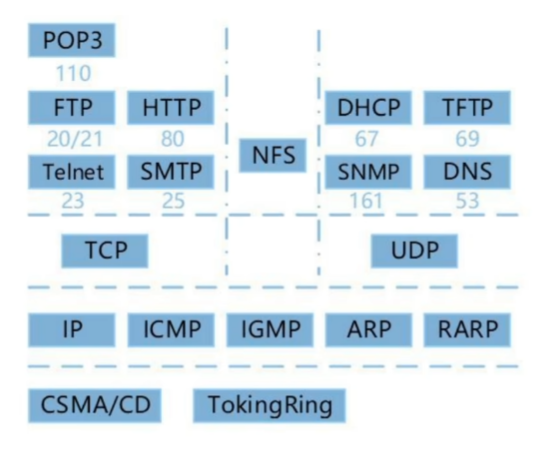 POP3
110
FTP HTTP DHCP TFTP
20/21 80 67 69
NFS
Telnet SMTP SNMP DNS
23 25 161 53
TCP UDP
IP ICMP IGMP ARP RARP
CSMA/CD TokingRing